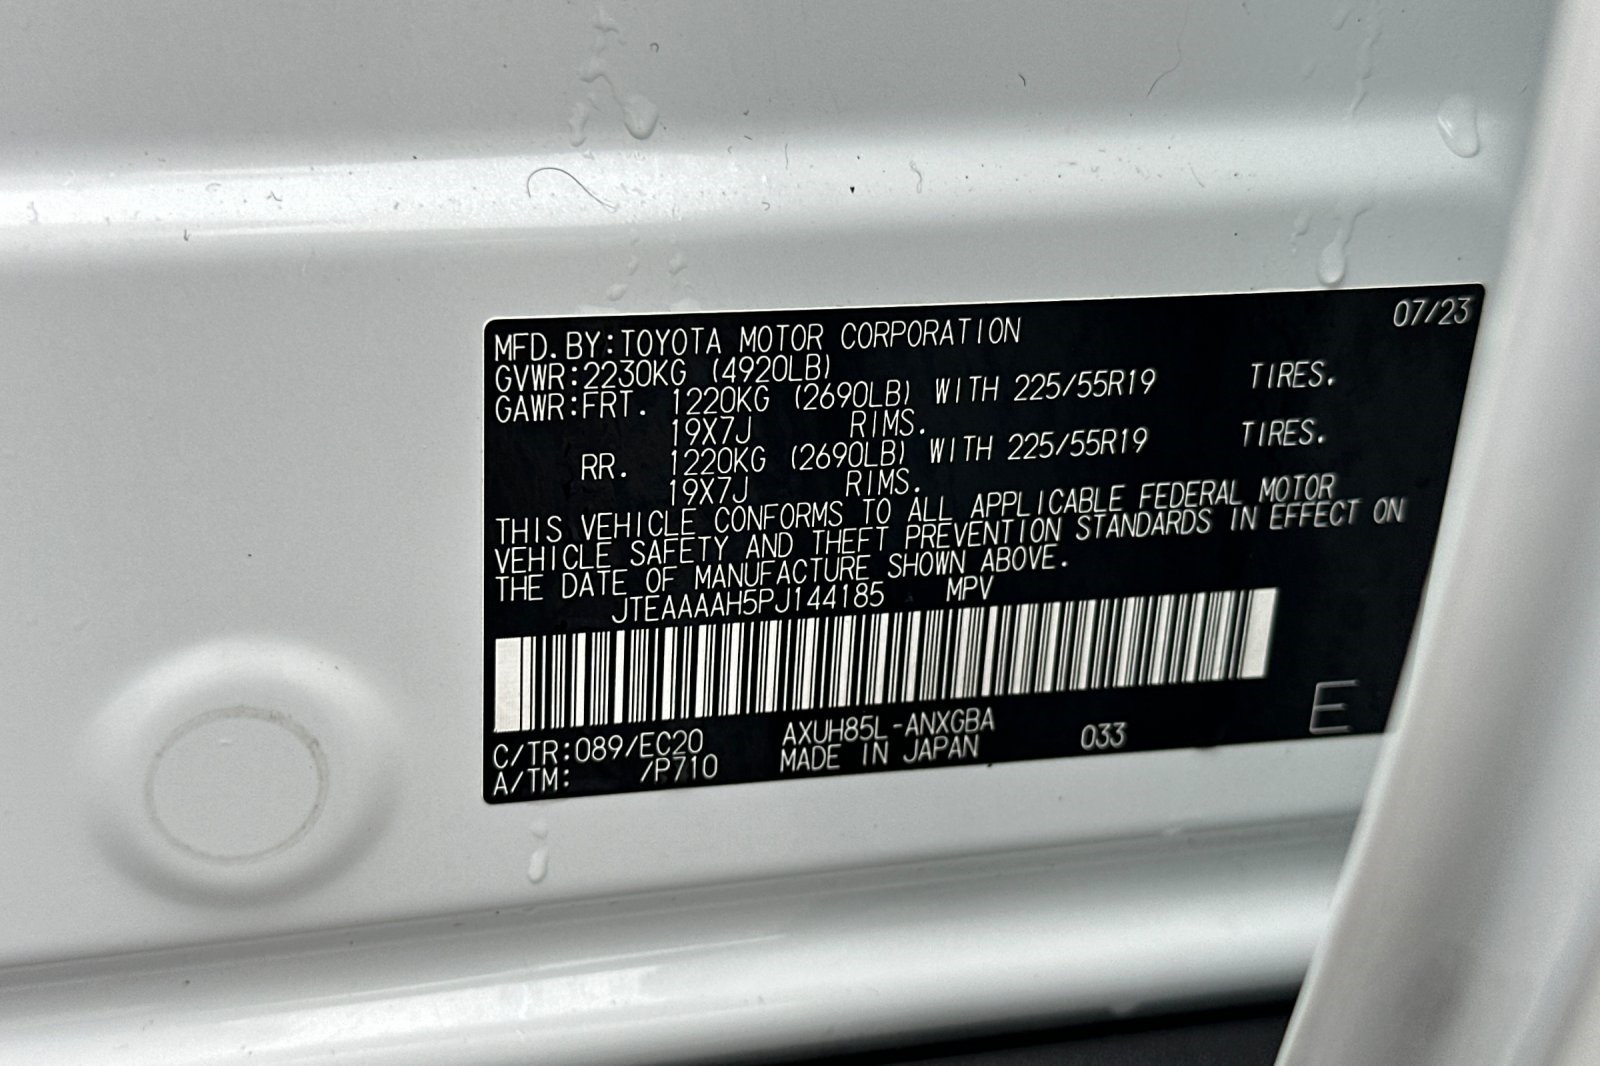 07/23
MFD. BY:TOYOTA MOTOR CORPORATION
GVWR:2230KG (4920LB)
GAWR:FRT. 1220KG (2690LB) WITH 225/55R19 TIRES.
19X7J RIMS.
RR. 1220KG (2690LB) WITH 225/55R19 TIRES.
19X7J RIMS.
THIS VEHICLE CONFORMS TO ALL APPLICABLE FEDERAL MOTOR
VEHICLE SAFETY AND THEFT PREVENTION STANDARDS IN EFFECT ON
THE DATE OF MANUFACTURE SHOWN ABOVE.
JTEAAAAH5PJ144185 MPV
C/TR:089/EC20 AXUH85L-ANXGBA 033 E
A/TM: /P710 MADE IN JAPAN